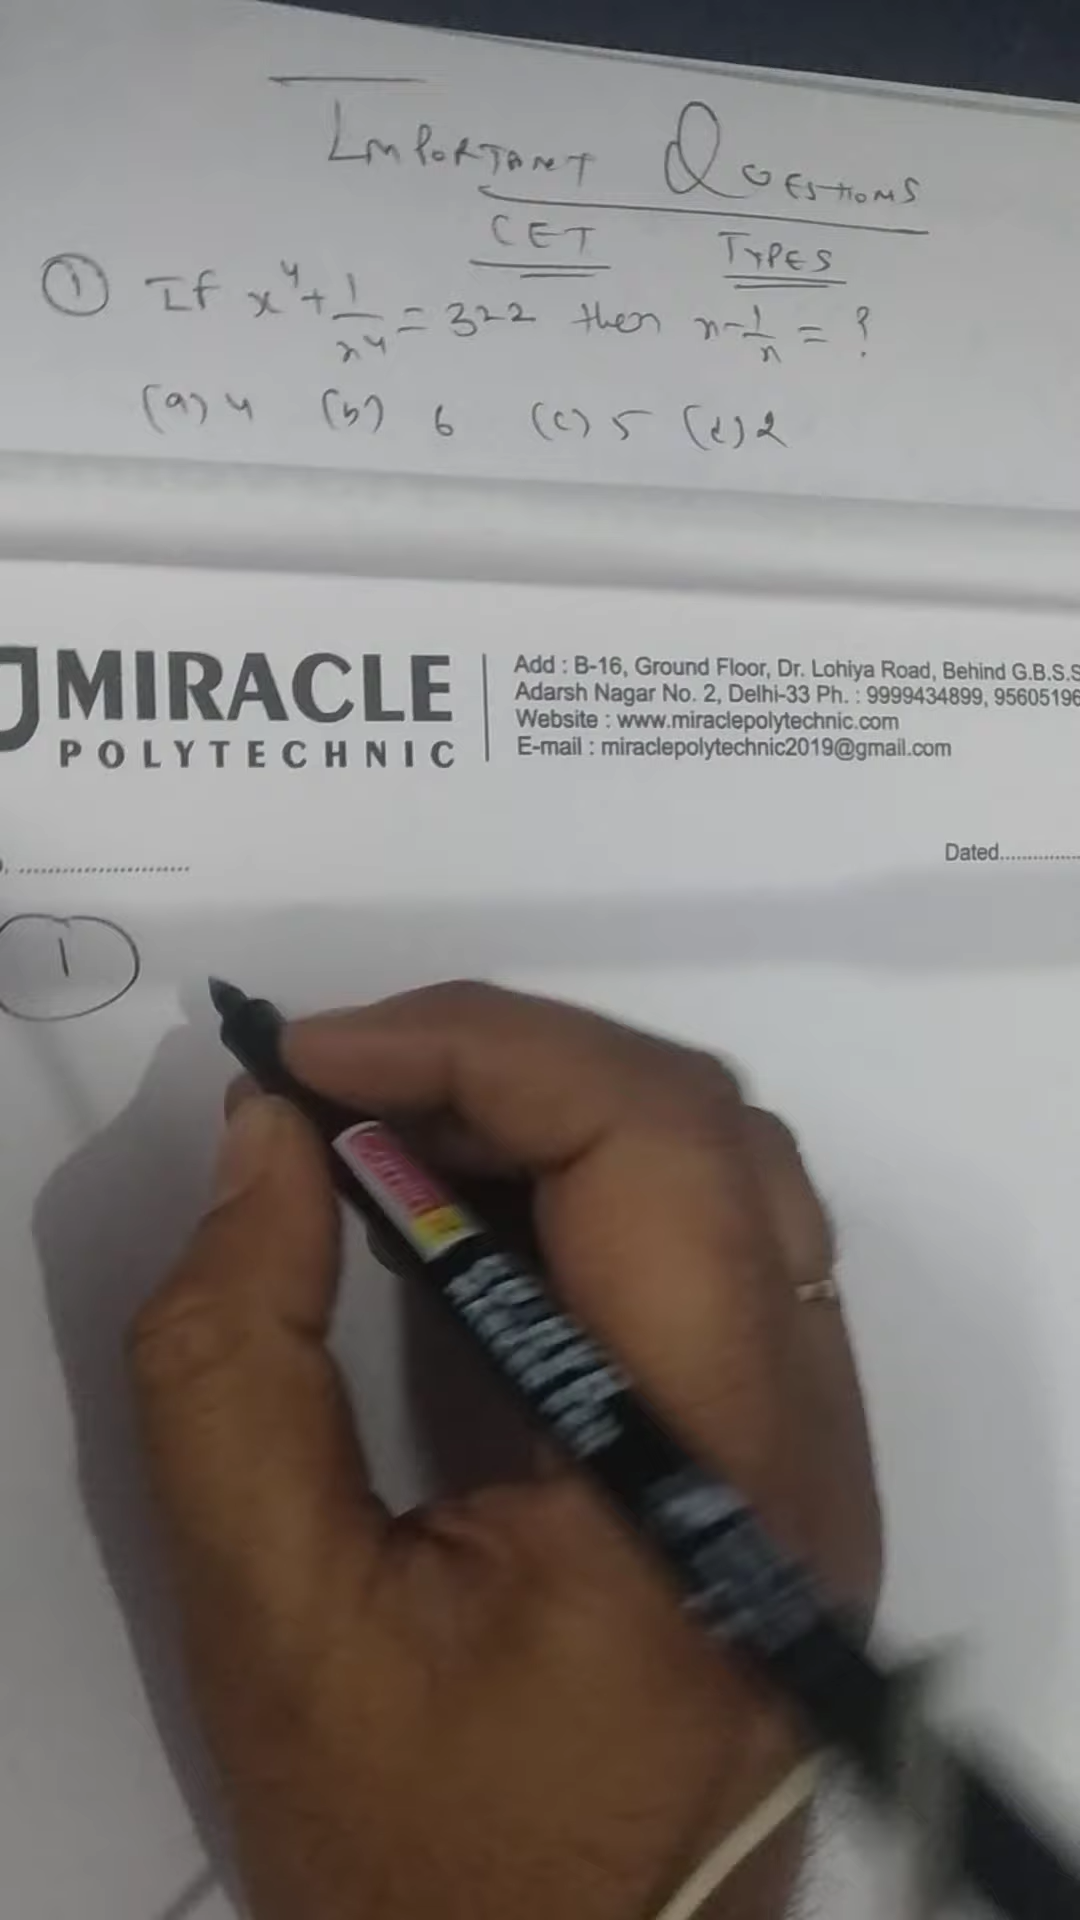 IMPORTANT QUESTIONS
CET TYPES
① If x⁴ + 1/x⁴ = 322 then x - 1/x = ?
(a) 4 (b) 6 (c) 5 (d) 2
MIRACLE
POLYTECHNIC
Add : B-16, Ground Floor, Dr. Lohiya Road, Behind G.B.S.S
Adarsh Nagar No. 2, Delhi-33 Ph. : 9999434899, 95605196
Website : www.miraclepolytechnic.com
E-mail : miraclepolytechnic2019@gmail.com
Dated..............
①